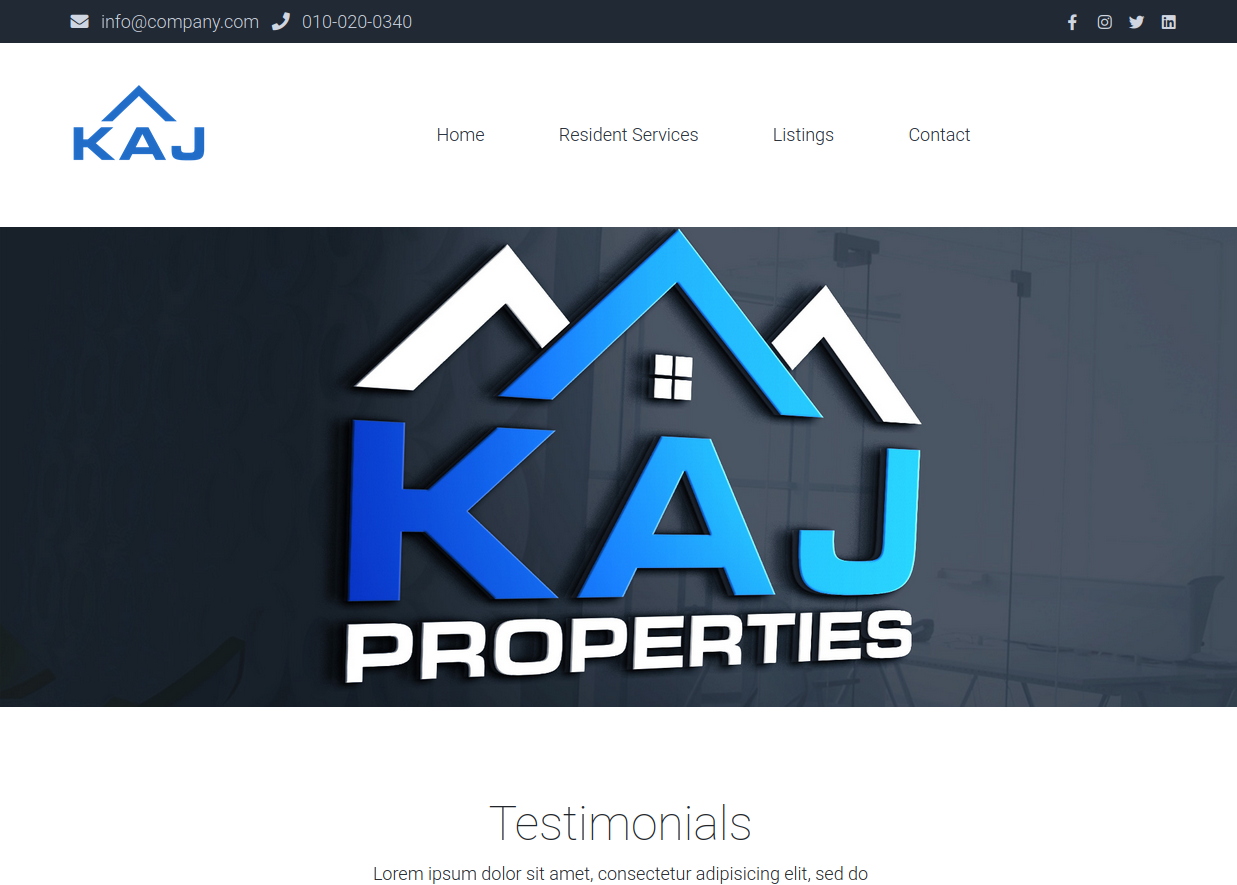 info@company.com 010-020-0340
KAJ
Home Resident Services Listings Contact
KAJ
PROPERTIES
Testimonials
Lorem ipsum dolor sit amet, consectetur adipisicing elit, sed do